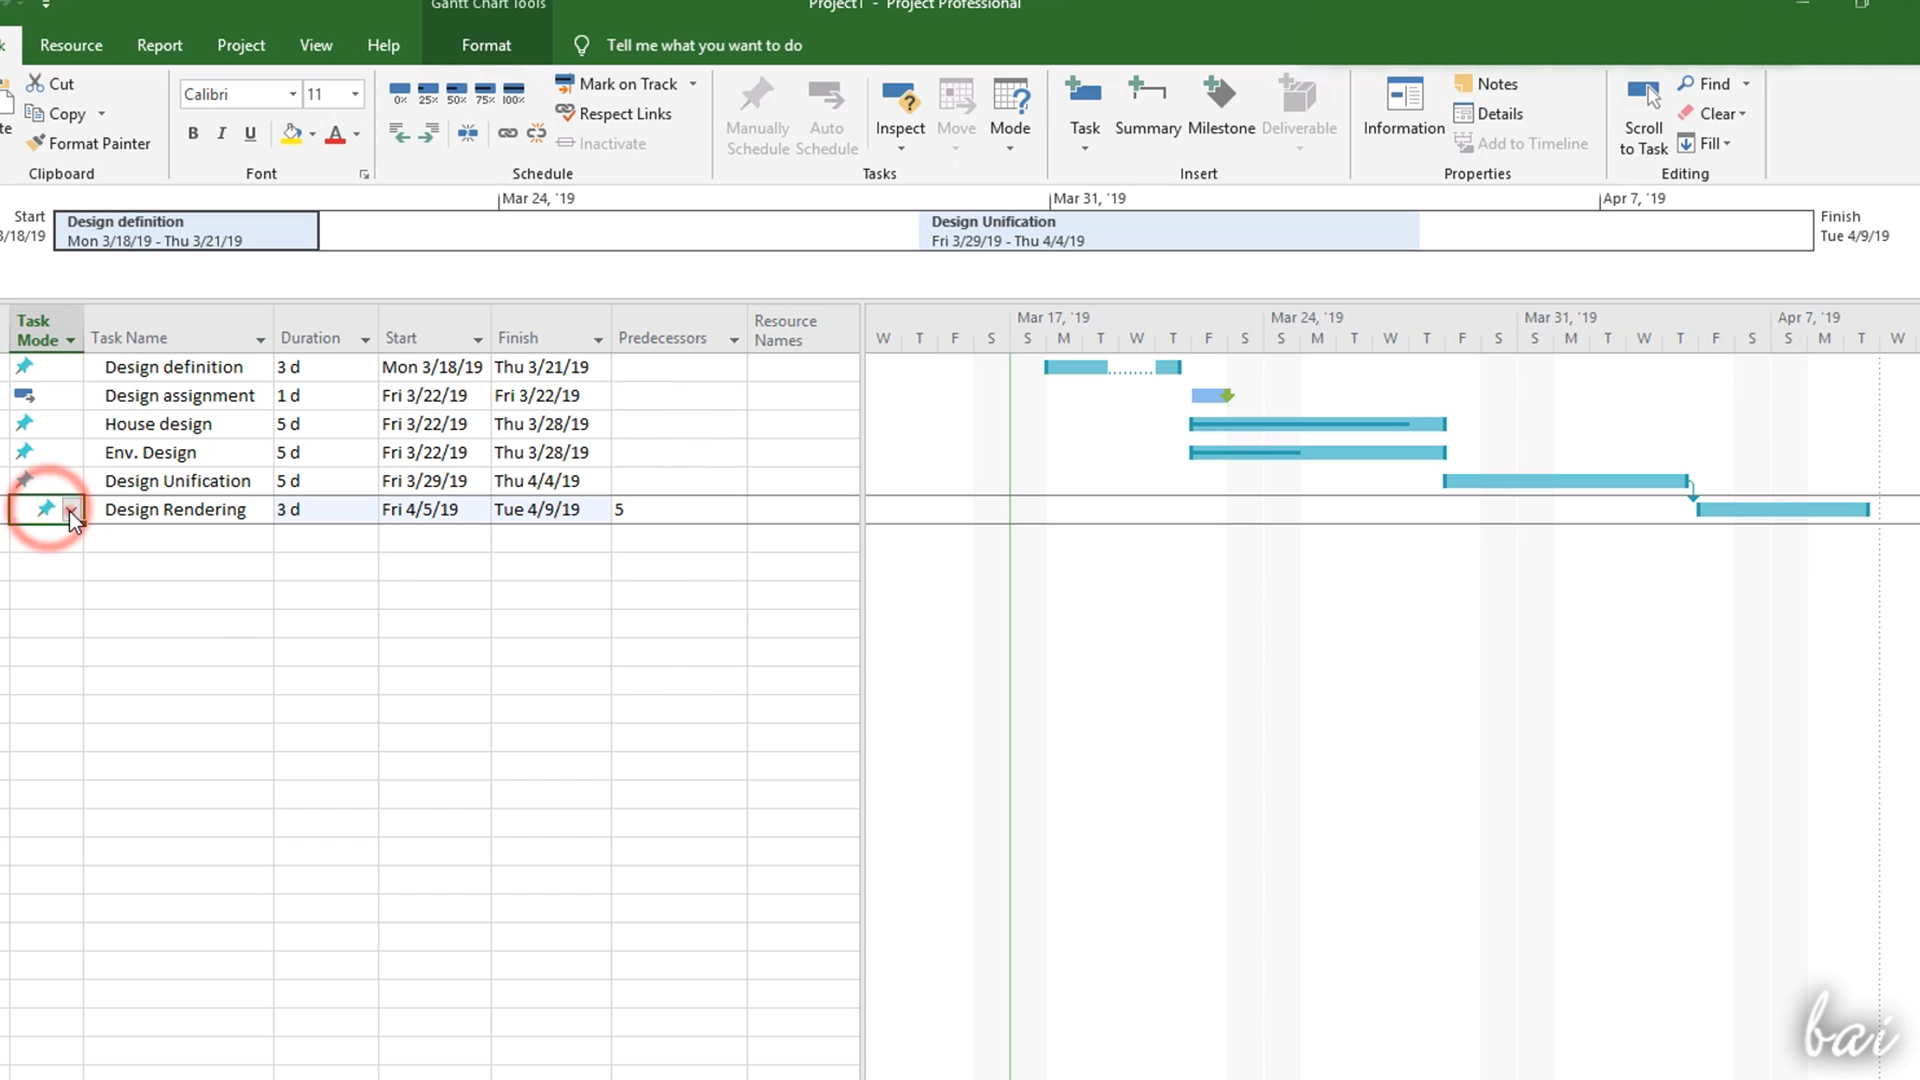 Gantt Chart Tools
Project1 - Project Professional
Resource Report Project View Help Format Tell me what you want to do
Cut
Copy
Format Painter
Clipboard
Calibri 11
B I U A
Font
0% 25% 50% 75% 100%
Mark on Track
Respect Links
Inactivate
Schedule
Manually Schedule
Auto Schedule
Inspect
Move
Mode
Tasks
Task
Summary
Milestone
Deliverable
Insert
Information
Notes
Details
Add to Timeline
Properties
Scroll to Task
Find
Clear
Fill
Editing
Mar 24, '19 Mar 31, '19 Apr 7, '19
Start
3/18/19
Design definition
Mon 3/18/19 - Thu 3/21/19
Design Unification
Fri 3/29/19 - Thu 4/4/19
Finish
Tue 4/9/19
Task Mode Task Name Duration Start Finish Predecessors Resource Names
Design definition 3 d Mon 3/18/19 Thu 3/21/19
Design assignment 1 d Fri 3/22/19 Fri 3/22/19
House design 5 d Fri 3/22/19 Thu 3/28/19
Env. Design 5 d Fri 3/22/19 Thu 3/28/19
Design Unification 5 d Fri 3/29/19 Thu 4/4/19
Design Rendering 3 d Fri 4/5/19 Tue 4/9/19 5
Mar 17, '19 Mar 24, '19 Mar 31, '19 Apr 7, '19
W T F S S M T W T F S S M T W T F S S M T W T F S S M T W
bai